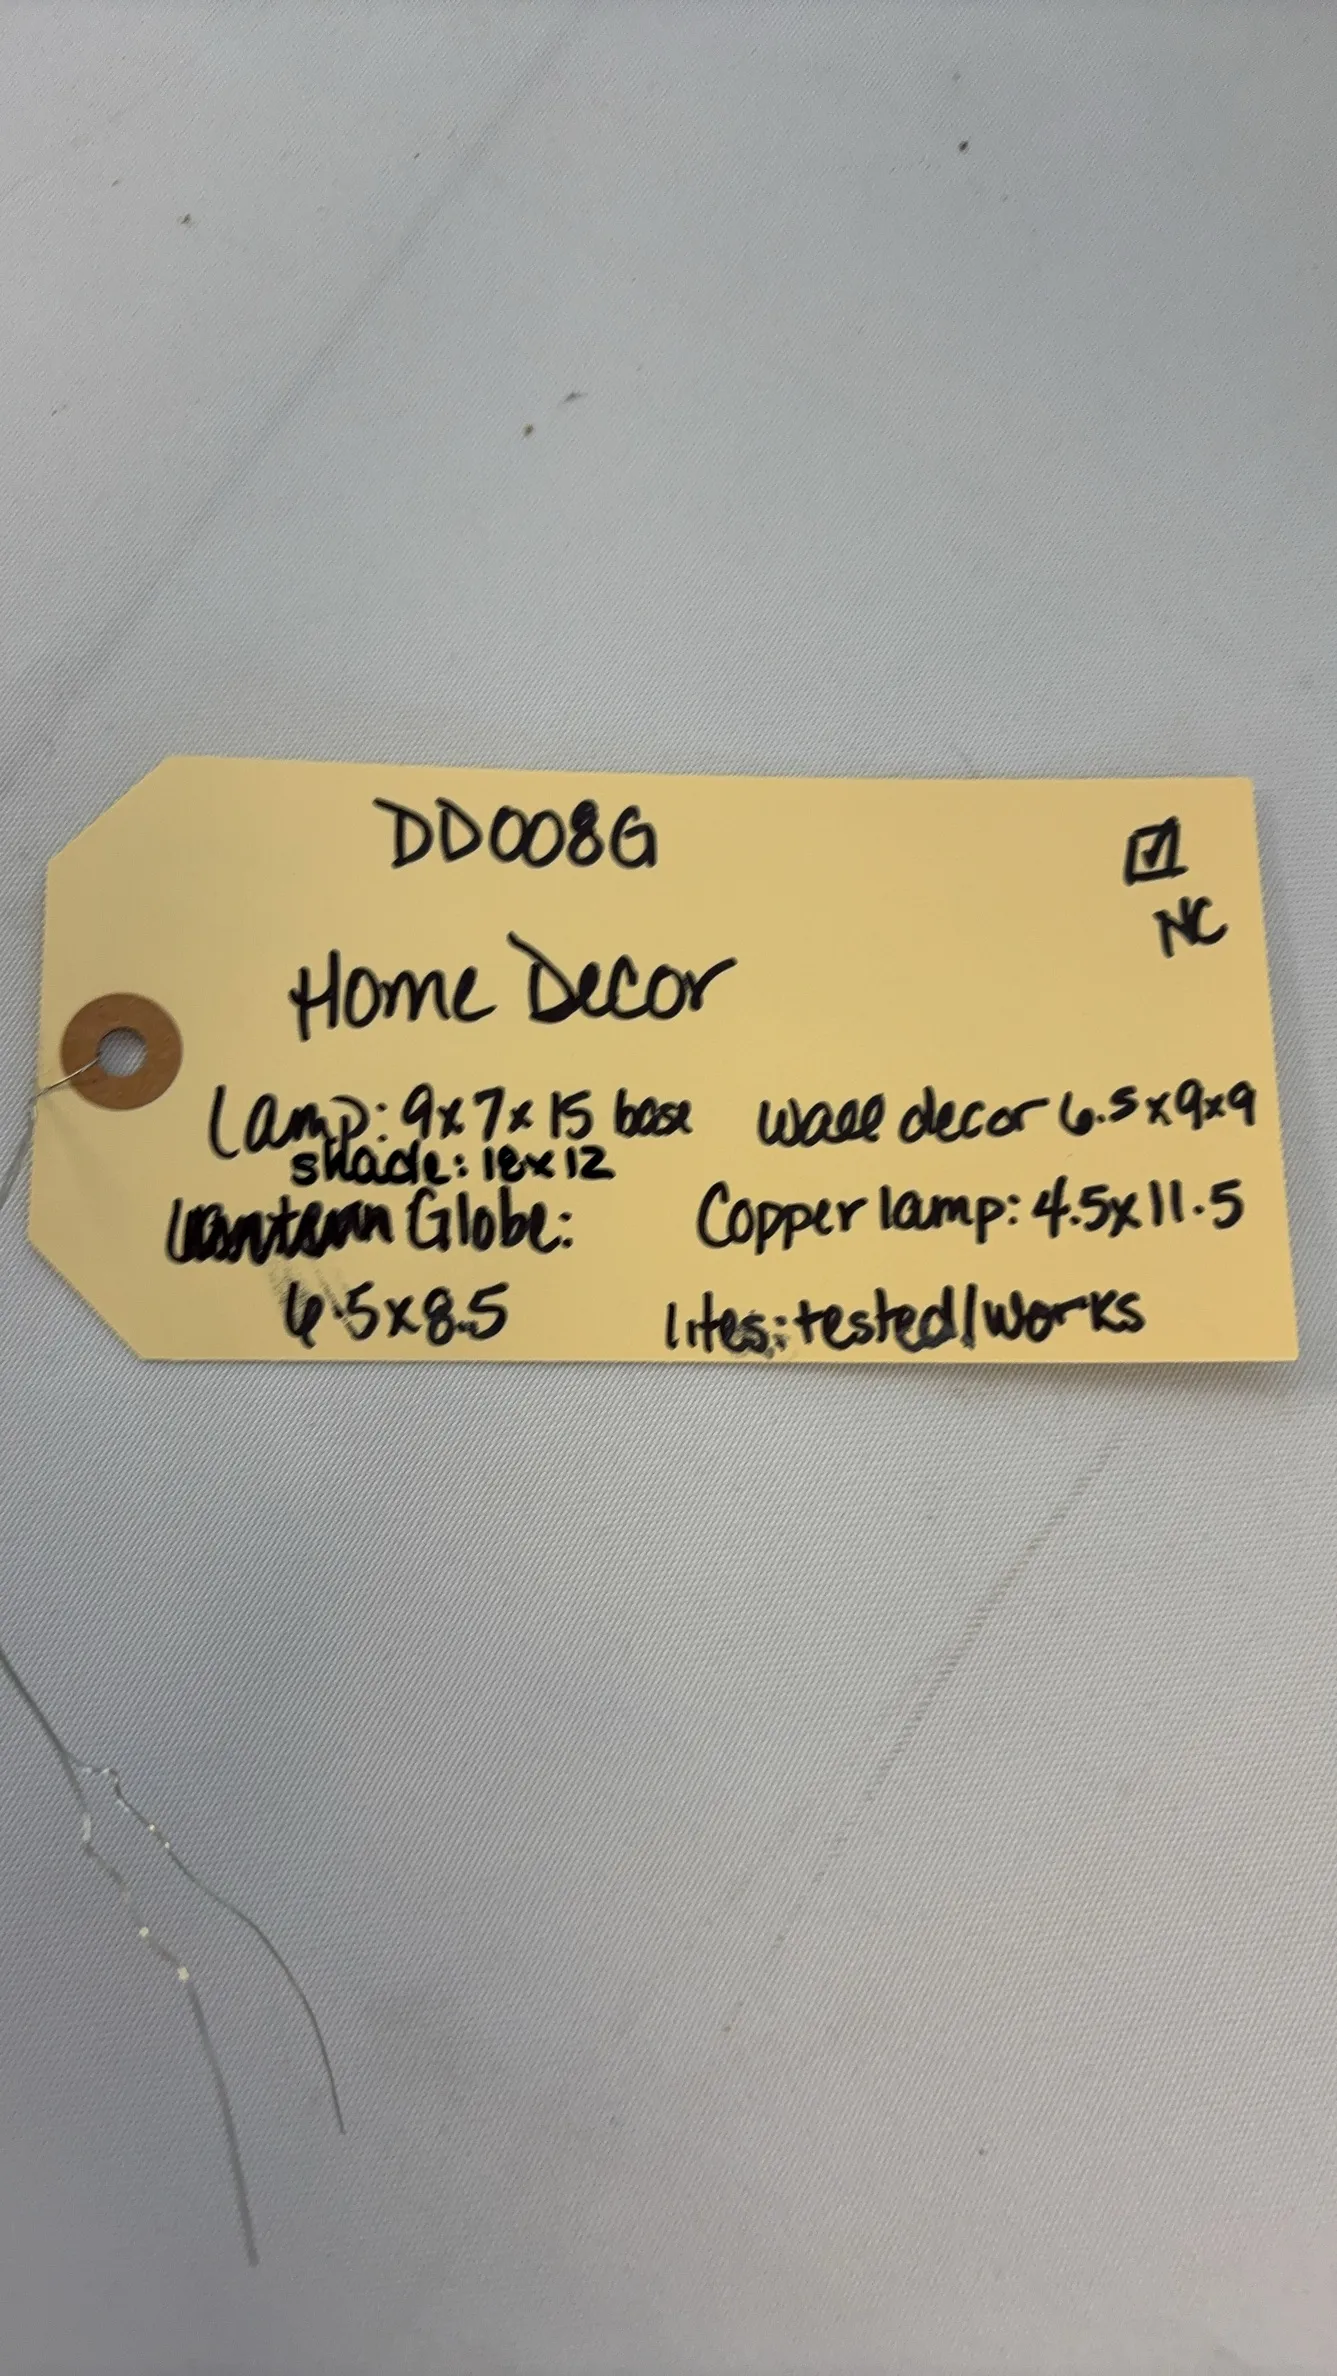 DD008G
☑
NC
Home Decor
Lamp: 9x7x15 base
shade: 18x12
Globe:
6.5x8.5
Wall decor 6.5x9x9
Copper lamp: 4.5x11.5
lites: tested/works